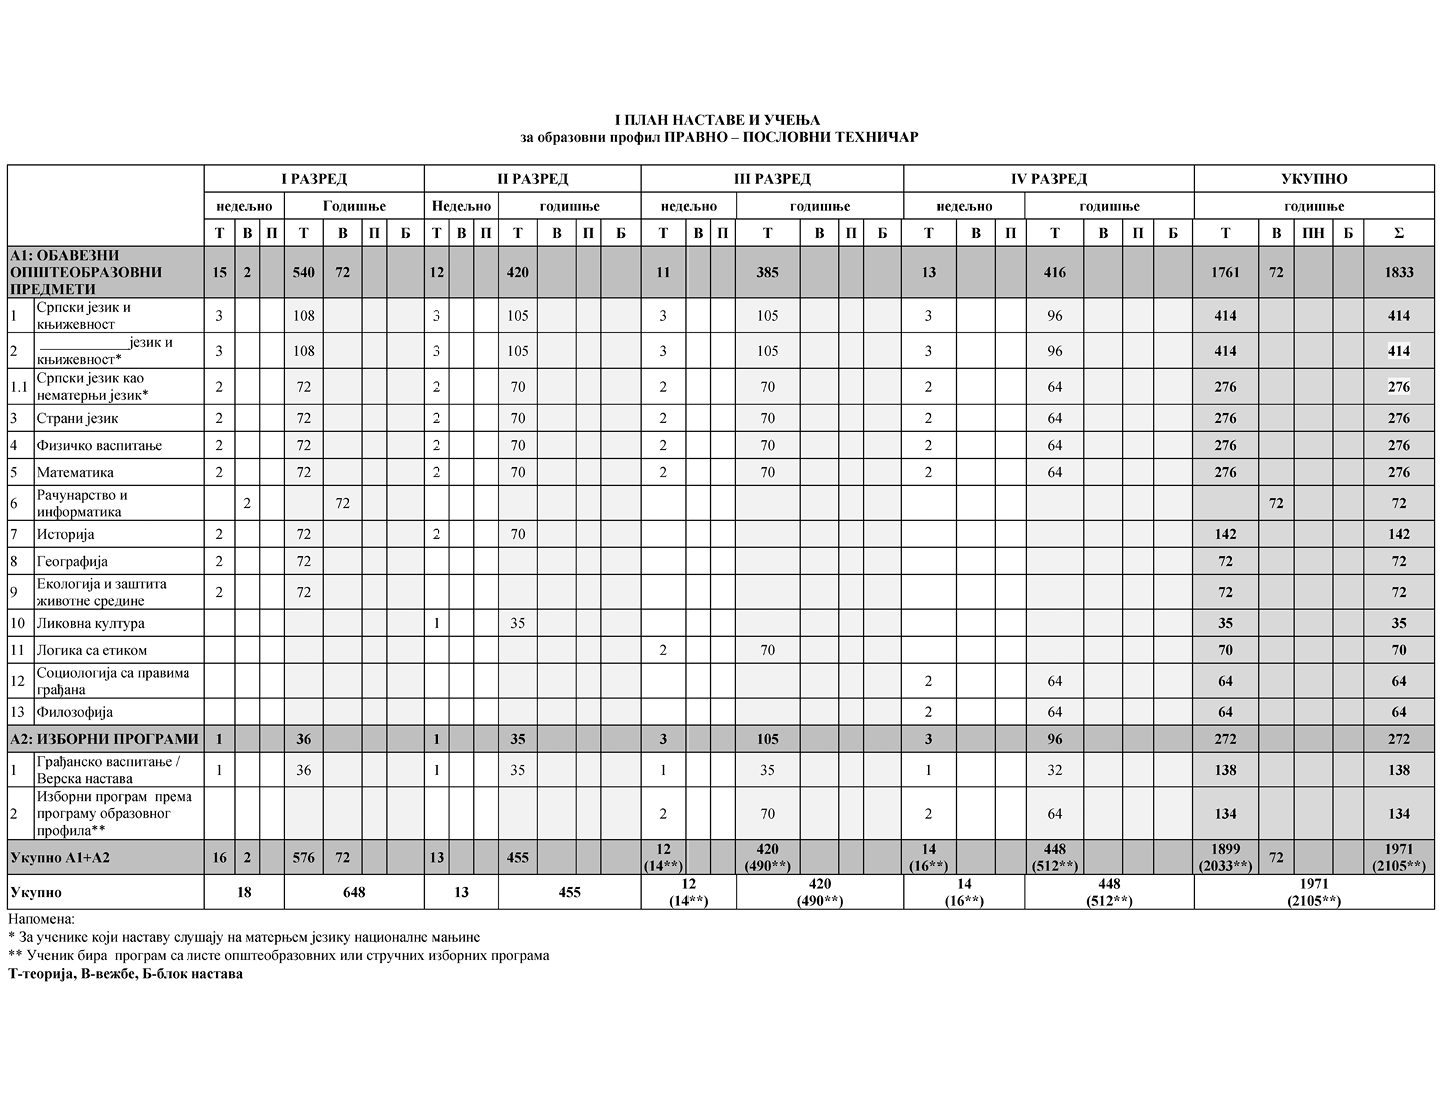 I ПЛАН НАСТАВЕ И УЧЕЊА
за образовни профил ПРАВНО – ПОСЛОВНИ ТЕХНИЧАР
I РАЗРЕД II РАЗРЕД III РАЗРЕД IV РАЗРЕД УКУПНО
недељно Годишње Недељно годишње недељно годишње недељно годишње годишње
Т В П Т В П Б Т В П Т В П Б Т В П Т В П Б Т В П Т В П Б Т В ПН Б Σ
А1: ОБАВЕЗНИ
ОПШТЕОБРАЗОВНИ 15 2 540 72 12 420 11 385 13 416 1761 72 1833
ПРЕДМЕТИ
1 Српски језик и
књижевност 3 108 3 105 3 105 3 96 414 414
2 ____________језик и
књижевност* 3 108 3 105 3 105 3 96 414 414
1.1 Српски језик као
нематерњи језик* 2 72 2 70 2 70 2 64 276 276
3 Страни језик 2 72 2 70 2 70 2 64 276 276
4 Физичко васпитање 2 72 2 70 2 70 2 64 276 276
5 Математика 2 72 2 70 2 70 2 64 276 276
6 Рачунарство и
информатика 2 72 72 72
7 Историја 2 72 2 70 142 142
8 Географија 2 72 72 72
9 Екологија и заштита
животне средине 2 72 72 72
10 Ликовна култура 1 35 35 35
11 Логика са етиком 2 70 70 70
12 Социологија са правима
грађана 2 64 64 64
13 Филозофија 2 64 64 64
А2: ИЗБОРНИ ПРОГРАМИ 1 36 1 35 3 105 3 96 272 272
1 Грађанско васпитање /
Верска настава 1 36 1 35 1 35 1 32 138 138
Изборни програм према
2 програму образовног 2 70 2 64 134 134
профила**
Укупно А1+А2 16 2 576 72 13 455 12 420 14 448 1899 72 1971
(14**) (490**) (16**) (512**) (2033**) (2105**)
Укупно 18 648 13 455 12 420 14 448 1971
(14**) (490**) (16**) (512**) (2105**)
Напомена:
* За ученике који наставу слушају на матерњем језику националне мањине
** Ученик бира програм са листе општеобразовних или стручних изборних програма
Т-теорија, В-вежбе, Б-блок настава